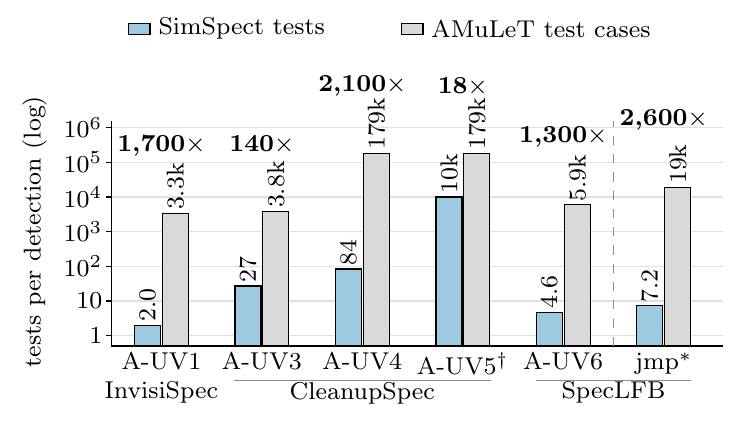 SimSpect tests
AMuLeT test cases
tests per detection (log)
10⁶
10⁵
10⁴
10³
10²
10
1
1,700×
140×
2,100×
18×
1,300×
2,600×
2.0
3.3k
27
3.8k
84
179k
10k
179k
4.6
5.9k
7.2
19k
A-UV1
A-UV3
A-UV4
A-UV5†
A-UV6
jmp*
InvisiSpec
CleanupSpec
SpecLFB